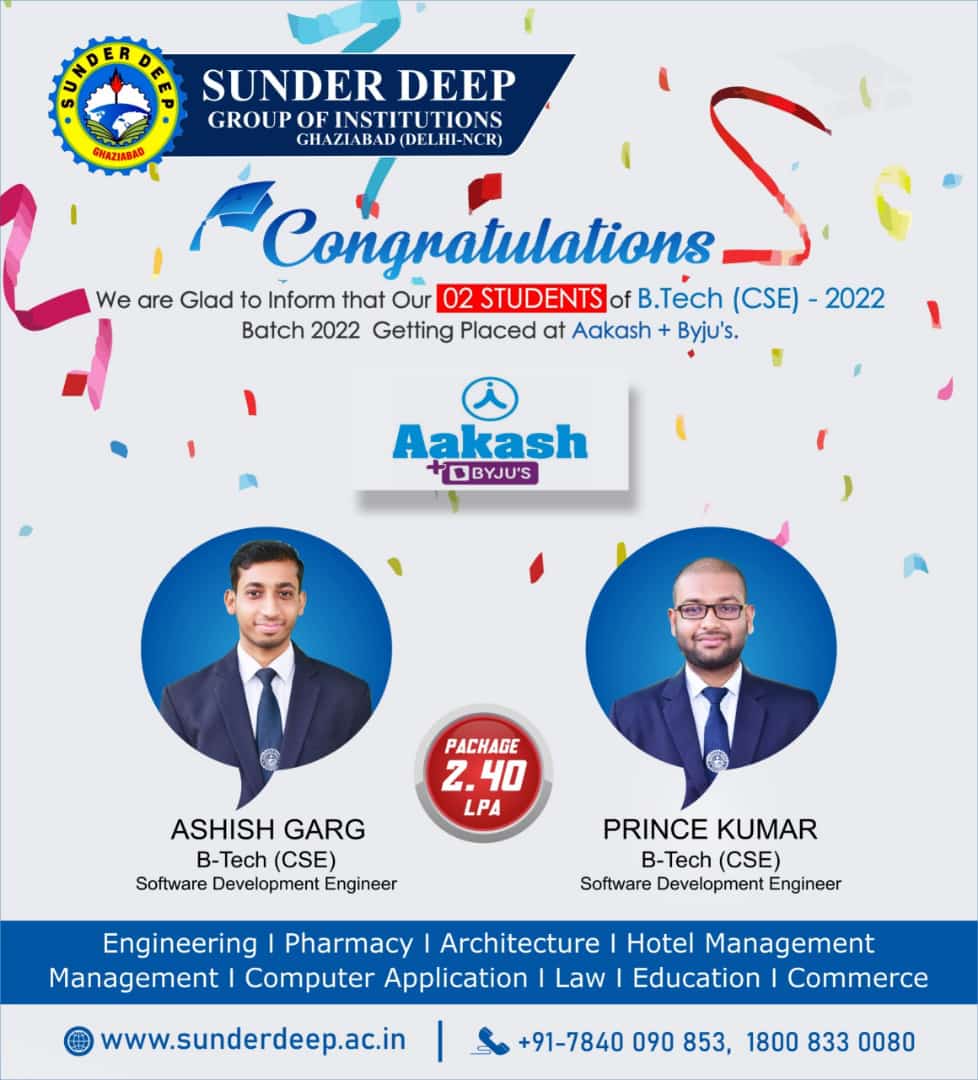 SUNDER DEEP
GHAZIABAD
SUNDER DEEP
GROUP OF INSTITUTIONS
GHAZIABAD (DELHI-NCR)
Congratulations
We are Glad to Inform that Our 02 STUDENTS of B.Tech (CSE) - 2022
Batch 2022 Getting Placed at Aakash + Byju's.
Aakash
+ BYJU'S
PACKAGE
2.40
LPA
ASHISH GARG
B-Tech (CSE)
Software Development Engineer
PRINCE KUMAR
B-Tech (CSE)
Software Development Engineer
Engineering I Pharmacy I Architecture I Hotel Management
Management I Computer Application I Law I Education I Commerce
www.sunderdeep.ac.in | +91-7840 090 853, 1800 833 0080